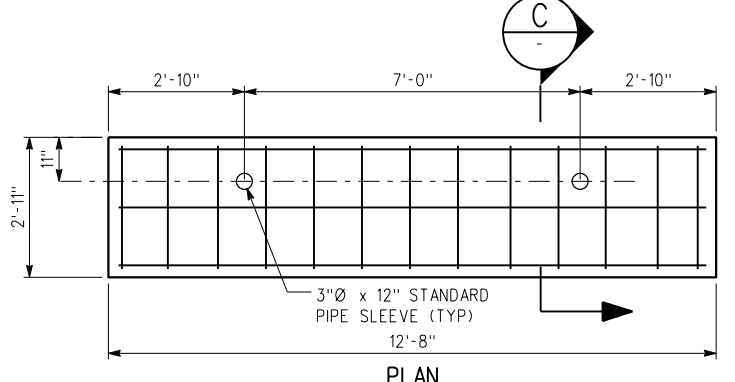 C
-
2'-10"
7'-0"
2'-10"
11"
2'-11"
3"Ø x 12" STANDARD
PIPE SLEEVE (TYP)
12'-8"
PLAN